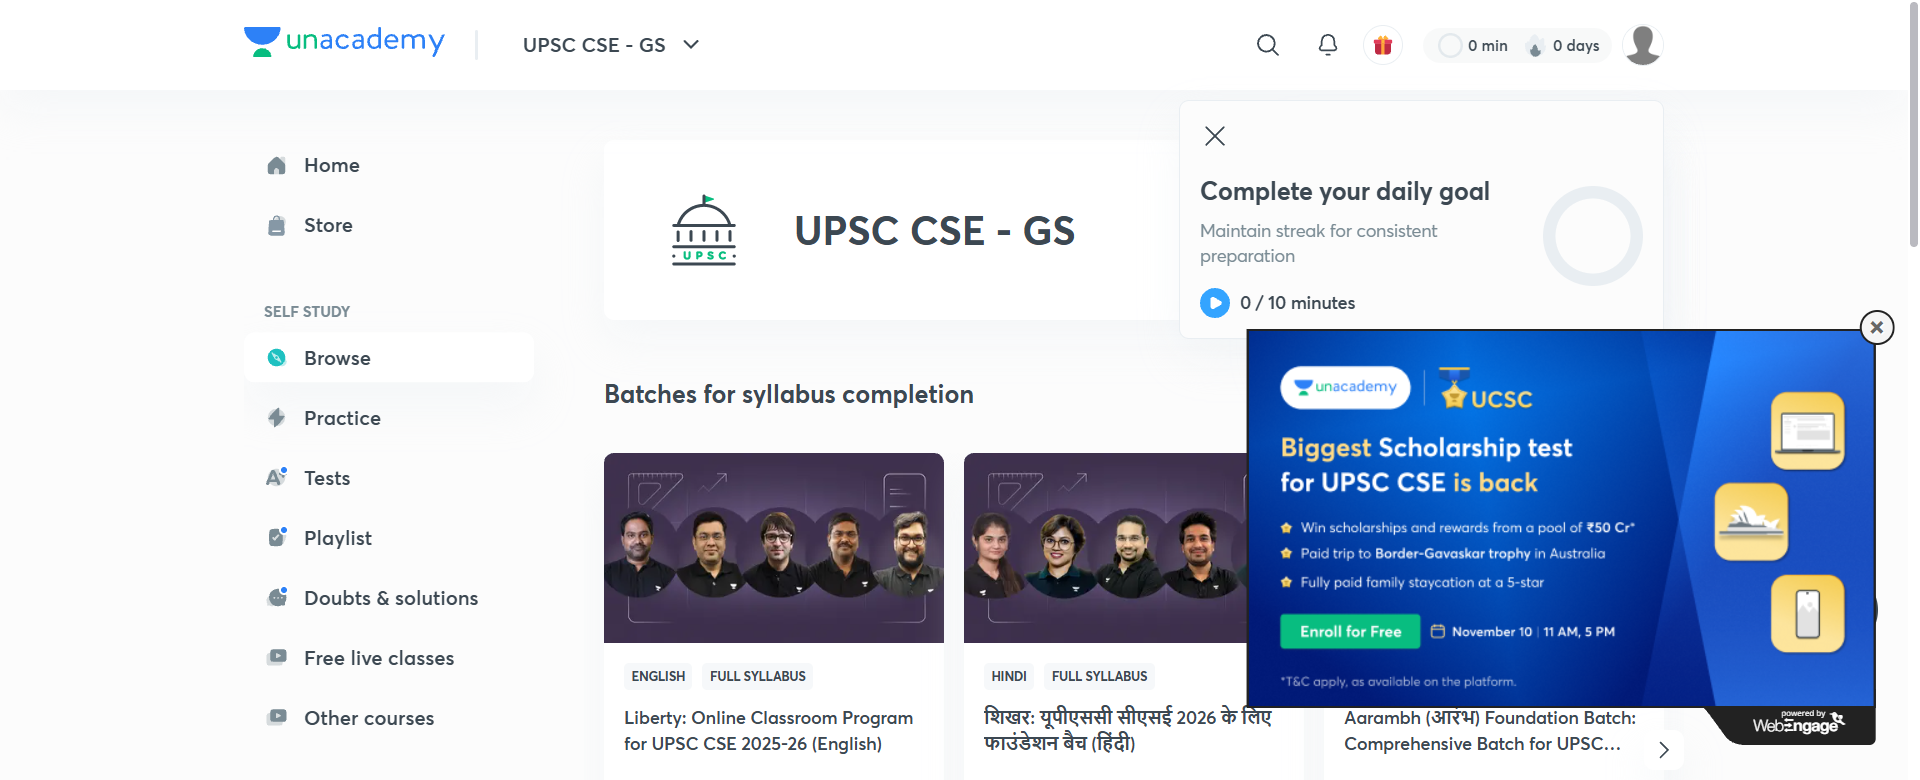 unacademy
UPSC CSE - GS
0 min
0 days
Home
Store
SELF STUDY
Browse
Practice
Tests
Playlist
Doubts & solutions
Free live classes
Other courses
UPSC
UPSC CSE - GS
Complete your daily goal
Maintain streak for consistent
preparation
0 / 10 minutes
Batches for syllabus completion
ENGLISH FULL SYLLABUS
Liberty: Online Classroom Program
for UPSC CSE 2025-26 (English)
HINDI FULL SYLLABUS
शिखर: यूपीएससी सीएसई 2026 के लिए
फाउंडेशन बैच (हिंदी)
Aarambh (आरंभ) Foundation Batch:
Comprehensive Batch for UPSC...
unacademy
UCSC
Biggest Scholarship test
for UPSC CSE is back
Win scholarships and rewards from a pool of ₹50 Cr*
Paid trip to Border-Gavaskar trophy in Australia
Fully paid family staycation at a 5-star
Enroll for Free
November 10 | 11 AM, 5 PM
*T&C apply, as available on the platform.
powered by
WebEngage